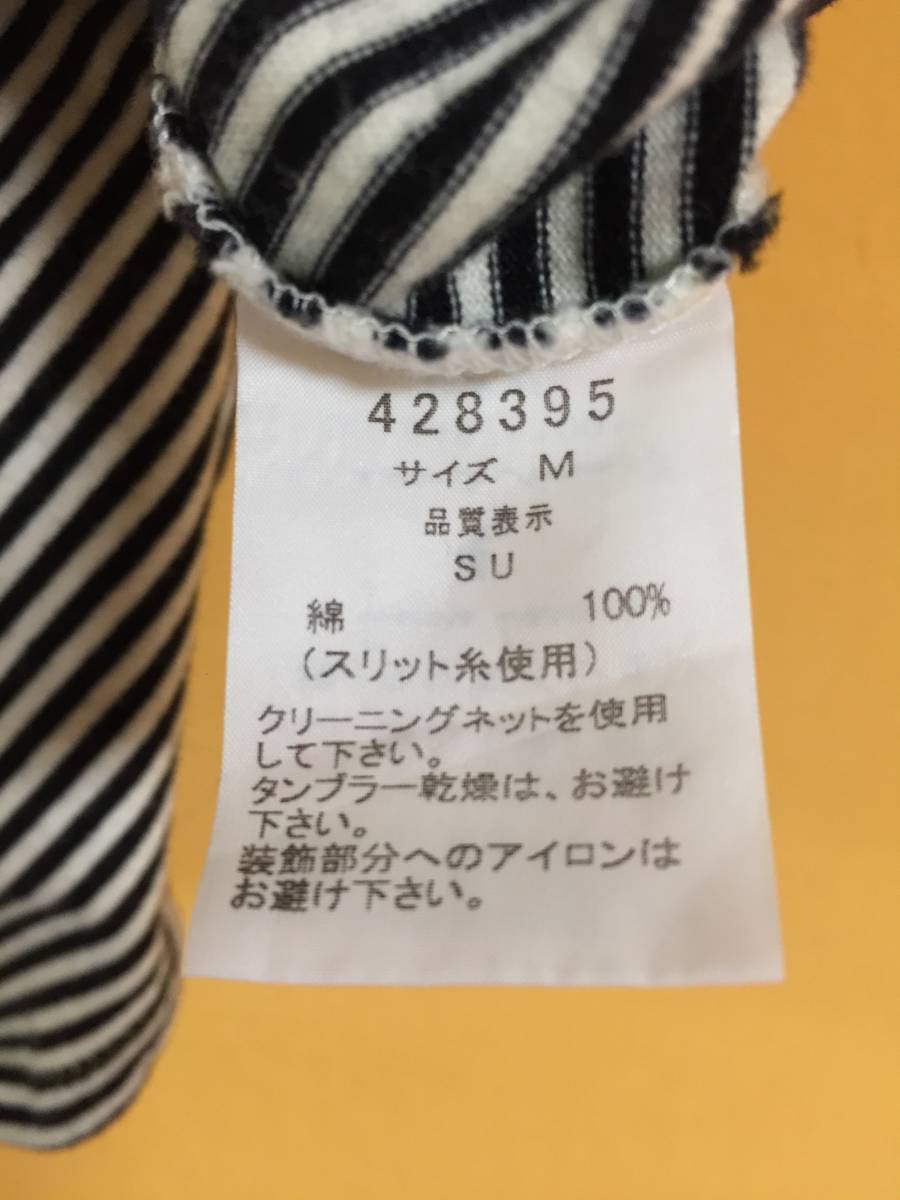 428395
サイズ M
品質表示
SU
綿 100%
(スリット糸使用)
クリーニングネットを使用
して下さい。
タンブラー乾燥は、お避け
下さい。
装飾部分へのアイロンは
お避け下さい。